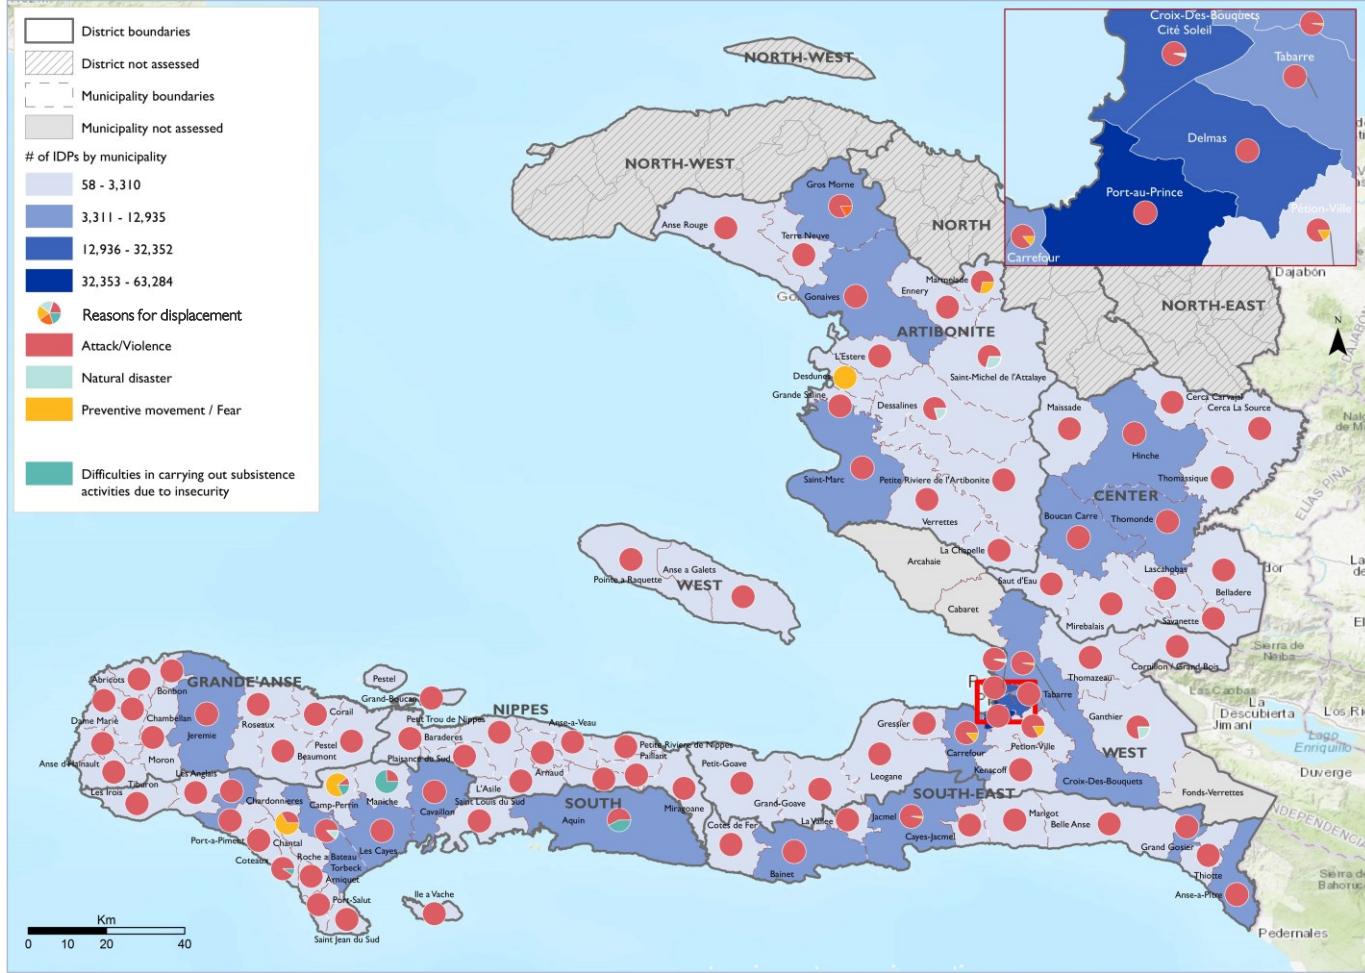 District boundaries
District not assessed
Municipality boundaries
Municipality not assessed
# of IDPs by municipality
58 - 3,310
3,311 - 12,935
12,936 - 32,352
32,353 - 63,284
Reasons for displacement
Attack/Violence
Natural disaster
Preventive movement / Fear
Difficulties in carrying out subsistence
activities due to insecurity
Croix-Des-Bouquets
Cité Soleil
Tabarre
Delmas
Port-au-Prince
Pétion-Ville
Carrefour
NORTH-WEST
NORTH-WEST
NORTH
NORTH-EAST
Dajabón
N
Gros Morne
Anse Rouge
Terre Neuve
Marmelade
Ennery
Gonaives
ARTIBONITE
L'Estere
Saint-Michel de l'Attalaye
Desdunes
Grande Saline
Dessalines
Maissade
Cerca Carvajal
Cerca La Source
Hinche
Saint-Marc
Petite Riviere de l'Artibonite
Thomassique
CENTER
Verrettes
Boucan Carre
Thomonde
ELÍAS PIÑA
La Chapelle
Arcahaie
Saut d'Eau
Lascahobas
Belladere
Pointe a Raquette
Anse a Galets
WEST
Cabaret
Mirebalais
Savanette
Sierra de
Neiba
Cornillon / Grand Bois
Thomazeau
Tabarre
Las Caobas
La
Descubierta
Jimaní
Lago
Enriquillo
Los Rí
Ganthier
WEST
Duverge
Pestel
Grand-Boucan
GRANDE'ANSE
Abricots
Bonbon
Dame Marie
Chambellan
Jeremie
Roseaux
Corail
Pestel
Beaumont
Moron
Anse d'Hainault
Les Irois
Tiburon
Les Anglais
NIPPES
Petit Trou de Nippes
Baraderes
Anse-a-Veau
Plaisance du Sud
Petite Riviere de Nippes
Paillant
Arnaud
L'Asile
Miragoane
Petit-Goave
Grand-Goave
Gressier
Leogane
Carrefour
Petion-Ville
Kenscoff
Croix-Des-Bouquets
Fonds-Verrettes
Chardonnieres
Camp-Perrin
Maniche
Cavaillon
Saint Louis du Sud
SOUTH
Aquin
SOUTH-EAST
Port-a-Piment
Chantal
Les Cayes
Coteaux
Roche a Bateau
Torbeck
Arniquet
Port-Salut
Saint Jean du Sud
Ile a Vache
Cotes de Fer
Bainet
La Vallee
Jacmel
Cayes-Jacmel
Marigot
Belle Anse
Grand Gosier
Thiotte
Anse-a-Pitre
INDEPENDENCIA
Sierra de
Bahoruc
Pedernales
Km
0 10 20 40